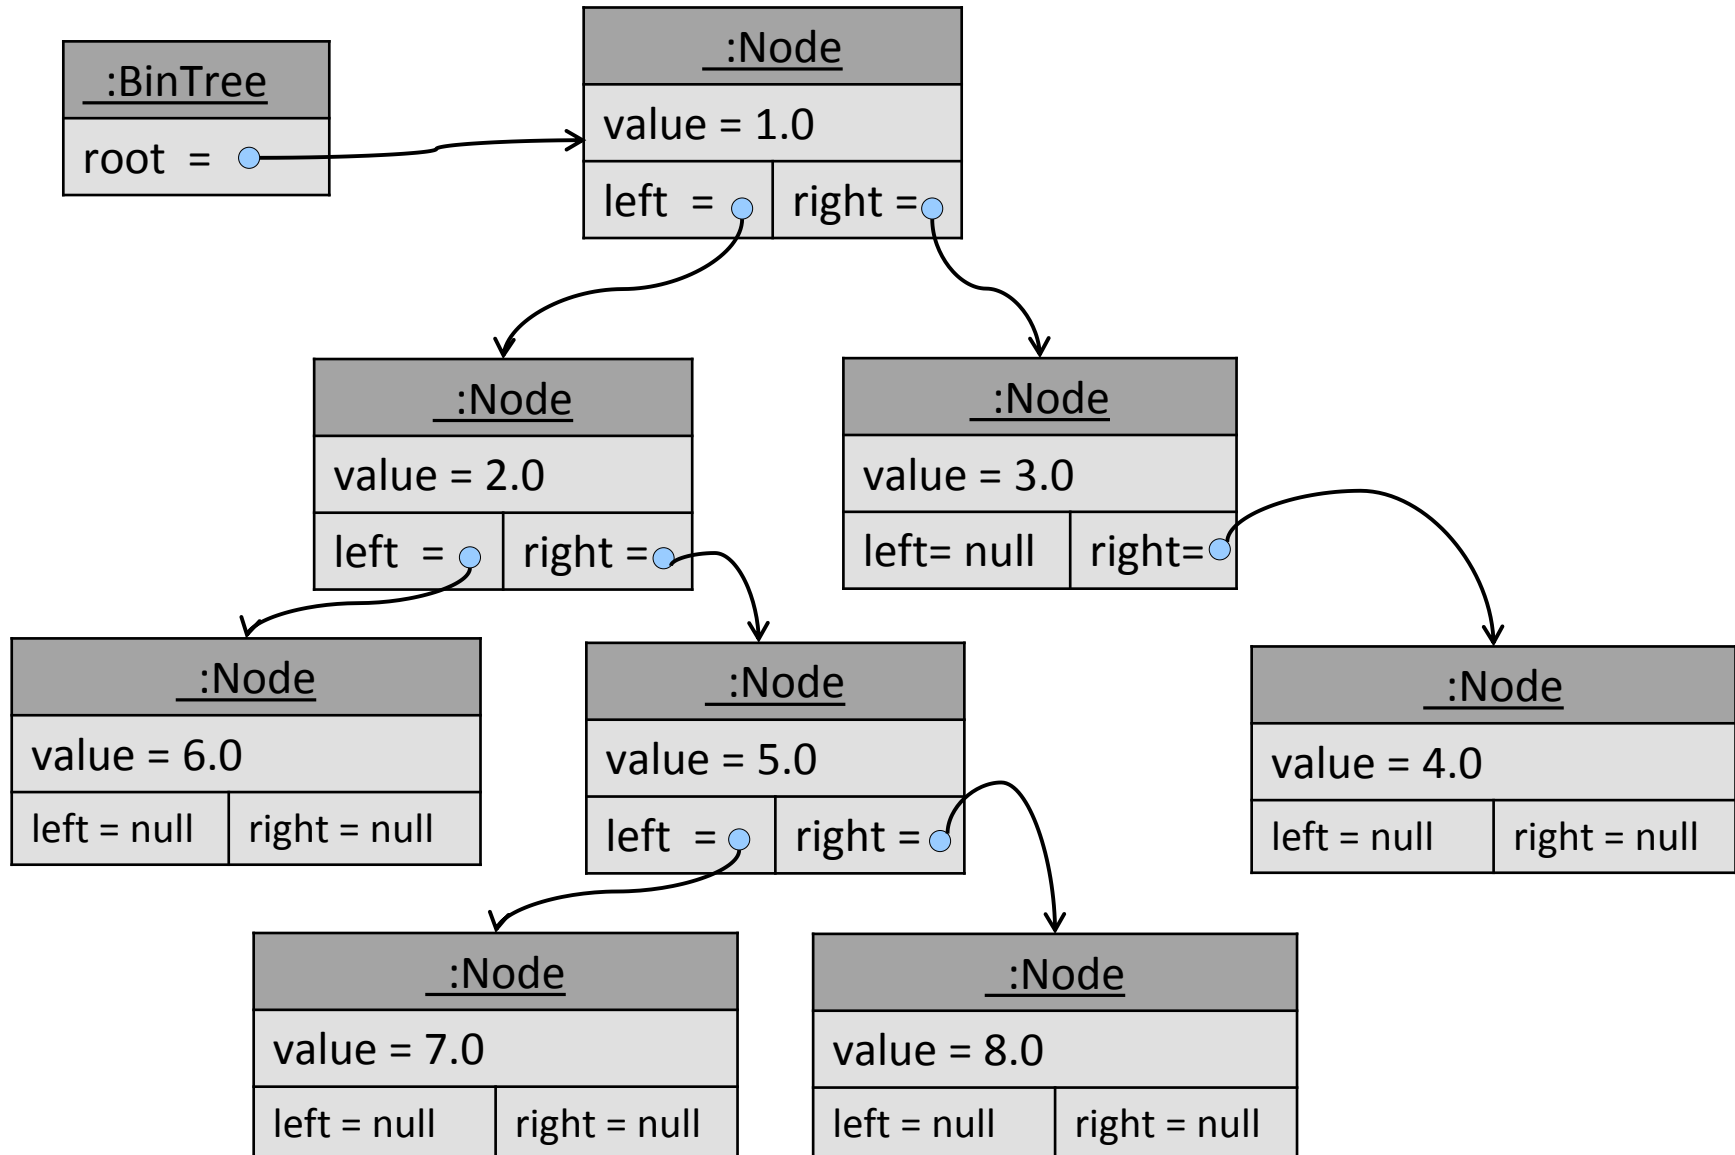 :BinTree
root =
:Node
value = 1.0
left = right =
:Node
value = 2.0
left = right =
:Node
value = 3.0
left= null right=
:Node
value = 6.0
left = null right = null
:Node
value = 5.0
left = right =
:Node
value = 4.0
left = null right = null
:Node
value = 7.0
left = null right = null
:Node
value = 8.0
left = null right = null